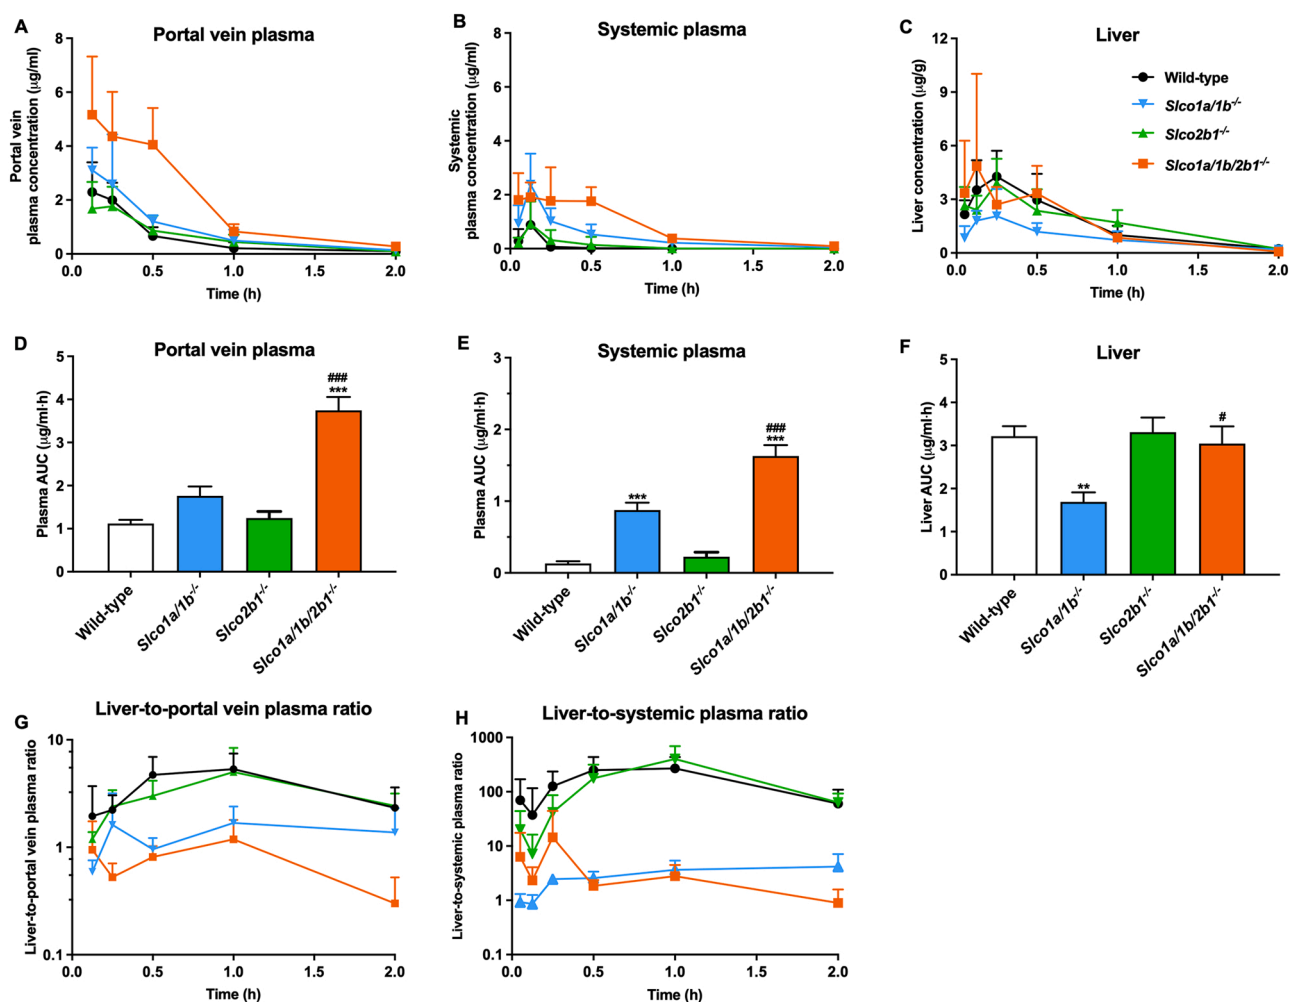 A
Portal vein plasma
Portal vein
plasma concentration (µg/ml)
8
6
4
2
0
0.0
0.5
1.0
1.5
2.0
Time (h)
B
Systemic plasma
Systemic
plasma concentration (µg/ml)
8
6
4
2
0
0.0
0.5
1.0
1.5
2.0
Time (h)
C
Liver
Liver concentration (µg/g)
12
9
6
3
0
0.0
0.5
1.0
1.5
2.0
Time (h)
Wild-type
Slco1a/1b-/-
Slco2b1-/-
Slco1a/1b/2b1-/-
D
Portal vein plasma
Plasma AUC (µg/ml·h)
5
4
3
2
1
0
###
***
Wild-type
Slco1a/1b-/-
Slco2b1-/-
Slco1a/1b/2b1-/-
E
Systemic plasma
Plasma AUC (µg/ml·h)
3
2
1
0
***
###
***
Wild-type
Slco1a/1b-/-
Slco2b1-/-
Slco1a/1b/2b1-/-
F
Liver
Liver AUC (µg/ml·h)
5
4
3
2
1
0
**
#
Wild-type
Slco1a/1b-/-
Slco2b1-/-
Slco1a/1b/2b1-/-
G
Liver-to-portal vein plasma ratio
Liver-to-portal vein plasma ratio
10
1
0.1
0.0
0.5
1.0
1.5
2.0
Time (h)
H
Liver-to-systemic plasma ratio
Liver-to-systemic plasma ratio
1000
100
10
1
0.1
0.0
0.5
1.0
1.5
2.0
Time (h)